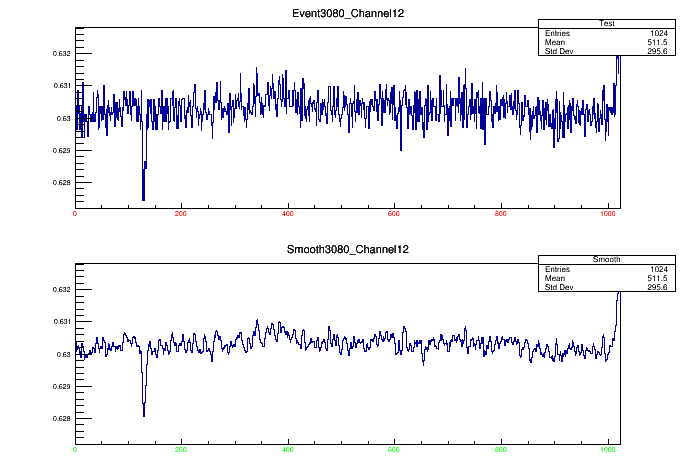 Event3080_Channel12
Test
Entries 1024
Mean 511.5
Std Dev 295.6
0.632
0.631
0.63
0.629
0.628
0 200 400 600 800 1000
Smooth3080_Channel12
Smooth
Entries 1024
Mean 511.5
Std Dev 295.6
0.632
0.631
0.63
0.629
0.628
0 200 400 600 800 1000